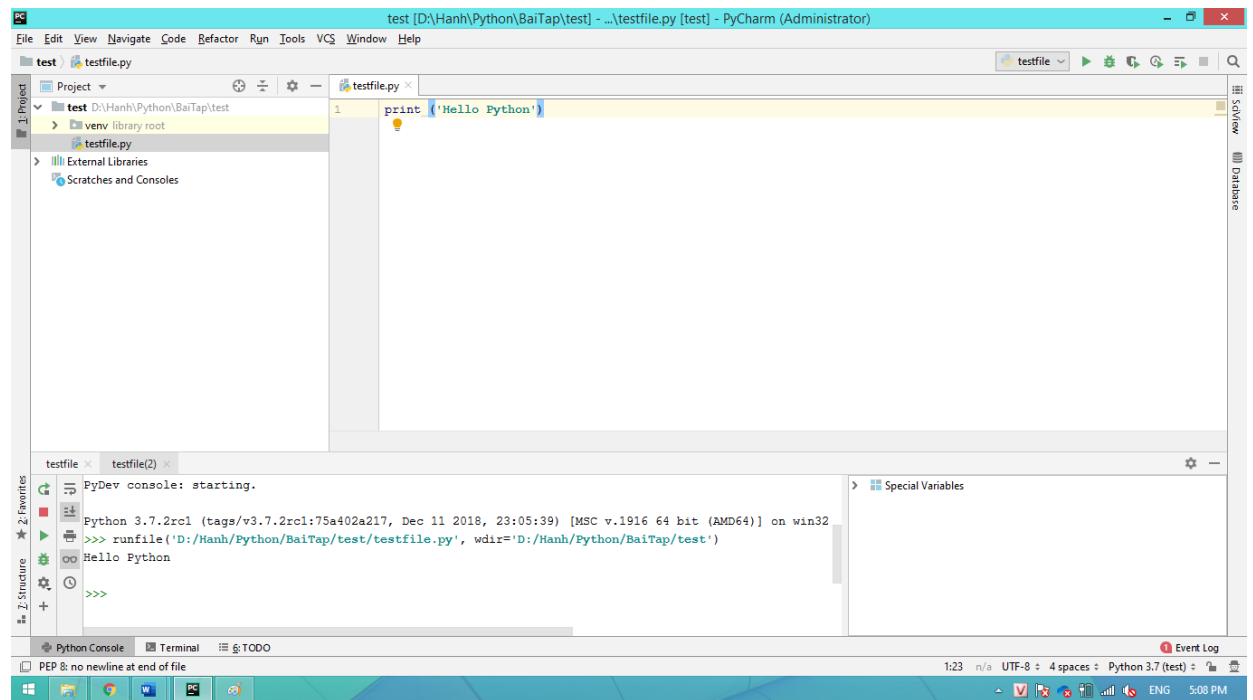 PC test [D:\Hanh\Python\BaiTap\test] - ...\testfile.py [test] - PyCharm (Administrator)
File Edit View Navigate Code Refactor Run Tools VCS Window Help
test testfile.py testfile
1: Project
Project
testfile.py
test D:\Hanh\Python\BaiTap\test
venv library root
testfile.py
External Libraries
Scratches and Consoles
1 print ('Hello Python')
SciView
Database
testfile testfile(2)
2: Favorites
7: Structure
PyDev console: starting.
Python 3.7.2rc1 (tags/v3.7.2rc1:75a402a217, Dec 11 2018, 23:05:39) [MSC v.1916 64 bit (AMD64)] on win32
>>> runfile('D:/Hanh/Python/BaiTap/test/testfile.py', wdir='D:/Hanh/Python/BaiTap/test')
Hello Python
>>>
Special Variables
Python Console Terminal 6: TODO 1 Event Log
PEP 8: no newline at end of file 1:23 n/a UTF-8 4 spaces Python 3.7 (test)
PC V ENG 5:08 PM